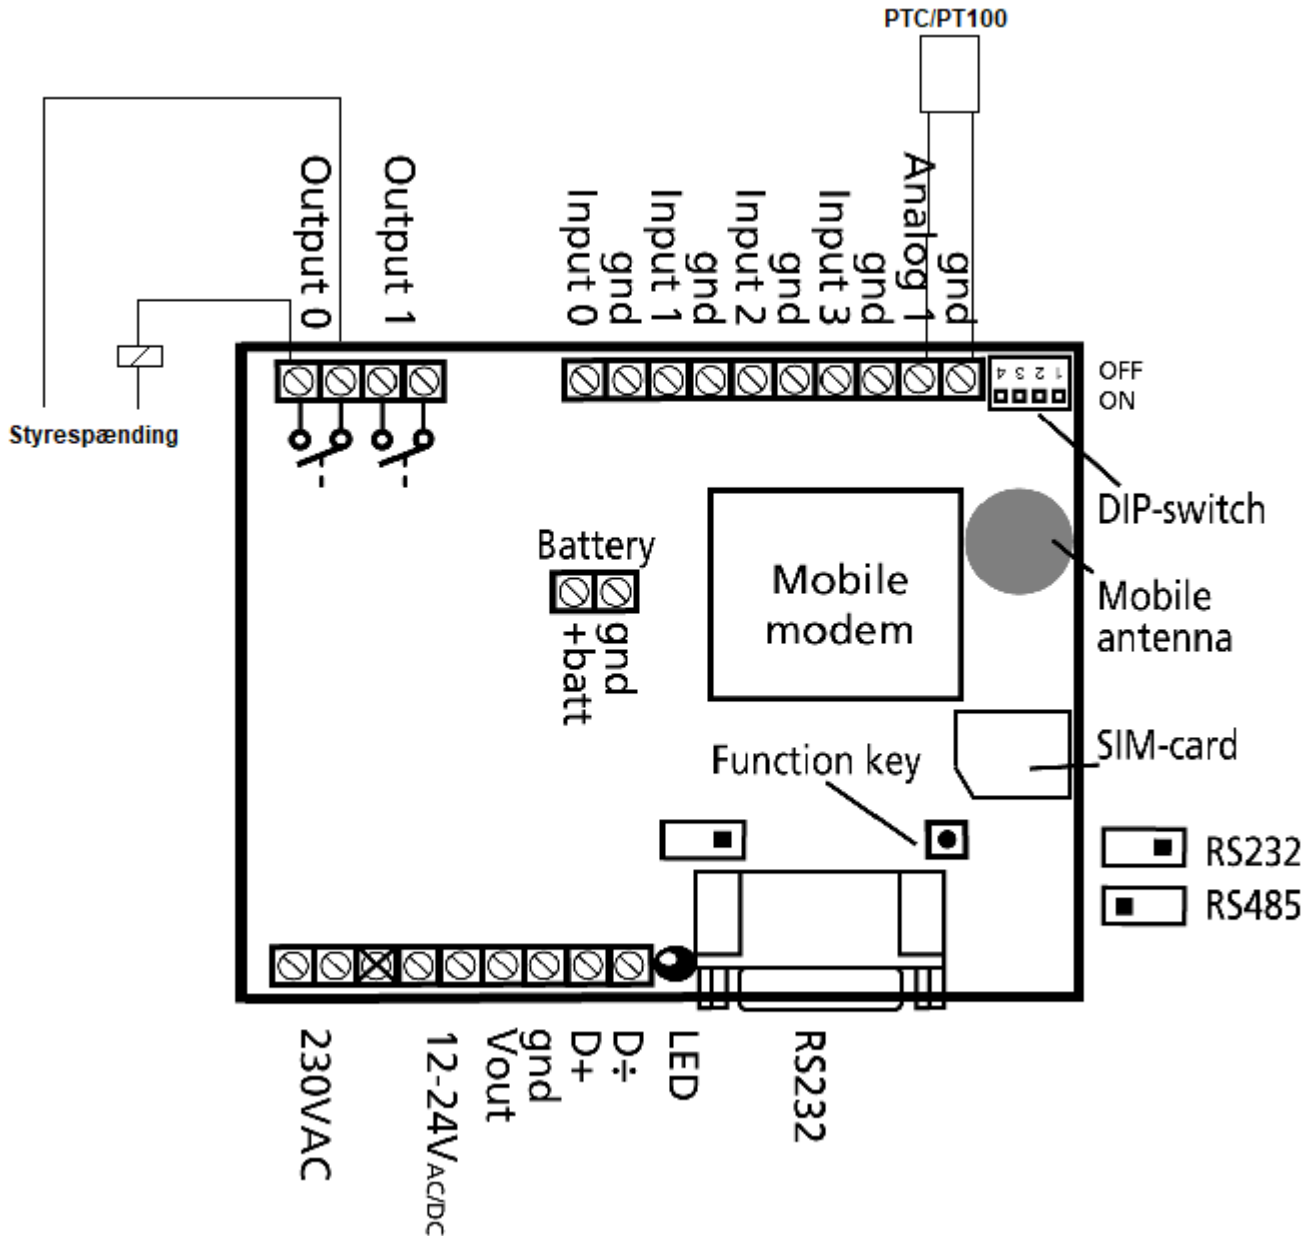 PTC/PT100
Output 0
Output 1
Input 0
gnd
Input 1
gnd
Input 2
gnd
Input 3
gnd
Analog 1
gnd
4 3 2 1
OFF
ON
Styrespænding
DIP-switch
Battery
+batt
gnd
Mobile
modem
Mobile
antenna
SIM-card
Function key
RS232
RS485
230VAC
12-24VAC/DC
Vout
gnd
D+
D÷
LED
RS232